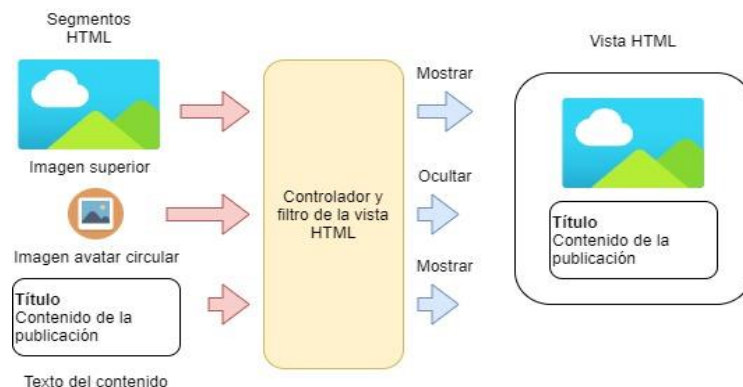 Segmentos
HTML
Imagen superior
Imagen avatar circular
Título
Contenido de la
publicación
Texto del contenido
Controlador y
filtro de la vista
HTML
Mostrar
Ocultar
Mostrar
Vista HTML
Título
Contenido de la
publicación